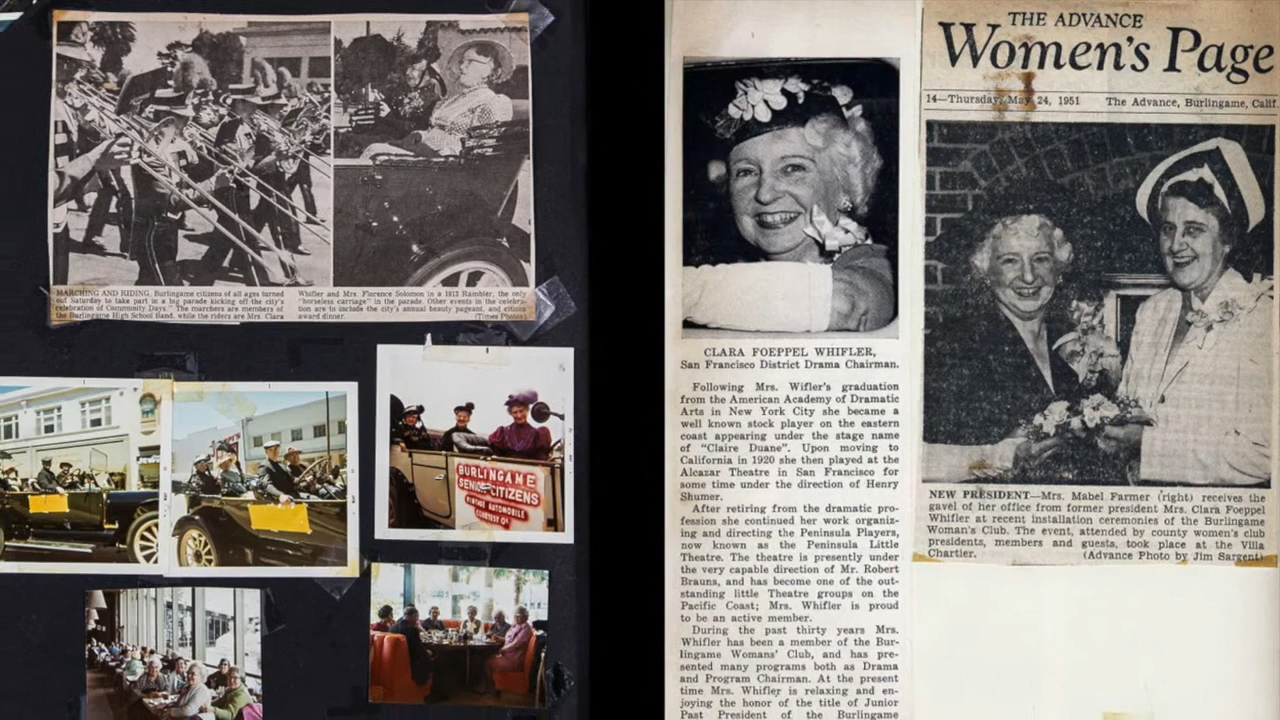 MARCHING AND RIDING, Burlingame citizens of all ages turned
out Saturday to take part in a big parade kicking off the city's
celebration of Community Days." The marchers are members of
the Burlingame High School Band, while the riders are Mrs. Clara
Whifler and Mrs. Florence Solomon in a 1913 Rambler, the only
"horseless carriage" in the parade. Other events in the celebra-
tion are to include the city's annual beauty pageant, and citizen
award dinner. (Times Photos)
BURLINGAME
SENIOR CITIZENS
VINTAGE AUTOMOBILE
COURTESY OF
CLARA FOEPPEL WHIFLER,
San Francisco District Drama Chairman.
Following Mrs. Wifler's graduation
from the American Academy of Dramatic
Arts in New York City she became a
well known stock player on the eastern
coast appearing under the stage name
of "Claire Duane". Upon moving to
California in 1920 she then played at the
Alcazar Theatre in San Francisco for
some time under the direction of Henry
Shumer.
After retiring from the dramatic pro-
fession she continued her work organiz-
ing and directing the Peninsula Players,
now known as the Peninsula Little
Theatre. The theatre is presently under
the very capable direction of Mr. Robert
Brauns, and has become one of the out-
standing little Theatre groups on the
Pacific Coast; Mrs. Whifler is proud
to be an active member.
During the past thirty years Mrs.
Whifler has been a member of the Bur-
lingame Womans' Club, and has pre-
sented many programs both as Drama
and Program Chairman. At the present
time Mrs. Whifler is relaxing and en-
joying the honor of the title of Junior
Past President of the Burlingame
THE ADVANCE
Women's Page
14—Thursday, May 24, 1951 The Advance, Burlingame, Calif.
NEW PRESIDENT—Mrs. Mabel Farmer (right) receives the
gavel of her office from former president Mrs. Clara Foeppel
Whifler at recent installation ceremonies of the Burlingame
Woman's Club. The event, attended by county women's club
presidents, members and guests, took place at the Villa
Chartier. (Advance Photo by Jim Sargent)